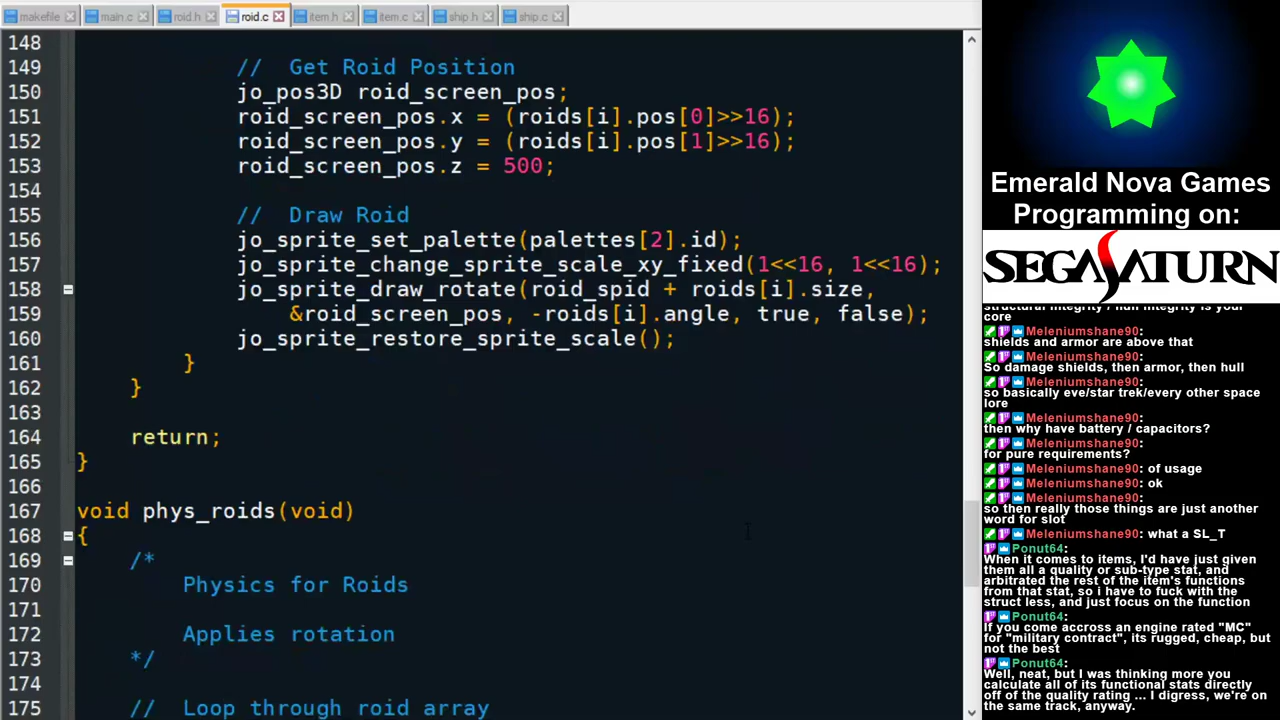 makefile
main.c
roid.h
roid.c
item.h
item.c
ship.h
ship.c
148
149 // Get Roid Position
150 jo_pos3D roid_screen_pos;
151 roid_screen_pos.x = (roids[i].pos[0]>>16);
152 roid_screen_pos.y = (roids[i].pos[1]>>16);
153 roid_screen_pos.z = 500;
154
155 // Draw Roid
156 jo_sprite_set_palette(palettes[2].id);
157 jo_sprite_change_sprite_scale_xy_fixed(1<<16, 1<<16);
158 jo_sprite_draw_rotate(roid_spid + roids[i].size,
159 &roid_screen_pos, -roids[i].angle, true, false);
160 jo_sprite_restore_sprite_scale();
161 }
162 }
163
164 return;
165 }
166
167 void phys_roids(void)
168 {
169 /*
170 Physics for Roids
171
172 Applies rotation
173 */
174
175 // Loop through roid array
Emerald Nova Games
Programming on:
SEGA SATURN
structural integrity / hull integrity is your
core
Meleniumshane90:
shields and armor are above that
Meleniumshane90:
So damage shields, then armor, then hull
Meleniumshane90:
so basically eve/star trek/every other space
lore
Meleniumshane90:
then why have battery / capacitors?
Meleniumshane90:
for pure requirements?
Meleniumshane90: of usage
Meleniumshane90: ok
Meleniumshane90:
so then really those things are just another
word for slot
Meleniumshane90: what a SL_T
Ponut64:
When it comes to items, I'd have just given
them all a quality or sub-type stat, and
arbitrated the rest of the item's functions
from that stat, so i have to fuck with the
struct less, and just focus on the function
Ponut64:
If you come accross an engine rated "MC"
for "military contract", its rugged, cheap, but
not the best
Ponut64:
Well, neat, but I was thinking more you
calculate all of its functional stats directly
off of the quality rating ... I digress, we're on
the same track, anyway.